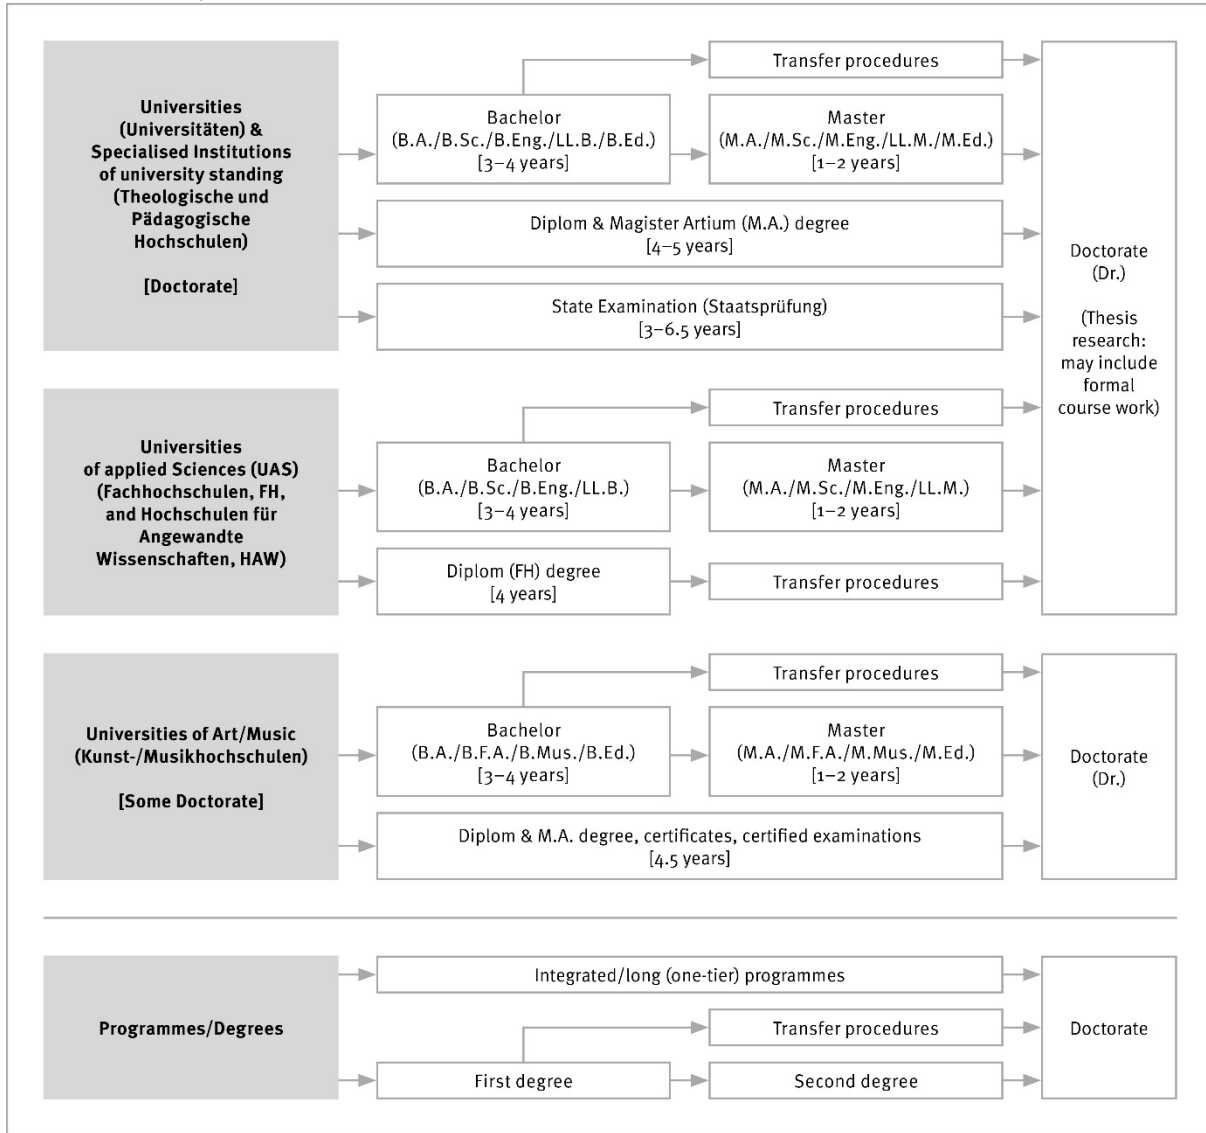 Universities
(Universitäten) &
Specialised Institutions
of university standing
(Theologische und
Pädagogische
Hochschulen)
[Doctorate]
Transfer procedures
Bachelor
(B.A./B.Sc./B.Eng./LL.B./B.Ed.)
[3–4 years]
Master
(M.A./M.Sc./M.Eng./LL.M./M.Ed.)
[1–2 years]
Diplom & Magister Artium (M.A.) degree
[4–5 years]
State Examination (Staatsprüfung)
[3–6.5 years]
Doctorate
(Dr.)
(Thesis
research:
may include
formal
course work)
Universities
of applied Sciences (UAS)
(Fachhochschulen, FH,
and Hochschulen für
Angewandte
Wissenschaften, HAW)
Transfer procedures
Bachelor
(B.A./B.Sc./B.Eng./LL.B.)
[3–4 years]
Master
(M.A./M.Sc./M.Eng./LL.M.)
[1–2 years]
Diplom (FH) degree
[4 years]
Transfer procedures
Universities of Art/Music
(Kunst-/Musikhochschulen)
[Some Doctorate]
Transfer procedures
Bachelor
(B.A./B.F.A./B.Mus./B.Ed.)
[3–4 years]
Master
(M.A./M.F.A./M.Mus./M.Ed.)
[1–2 years]
Diplom & M.A. degree, certificates, certified examinations
[4.5 years]
Doctorate
(Dr.)
Programmes/Degrees
Integrated/long (one-tier) programmes
Transfer procedures
First degree
Second degree
Doctorate